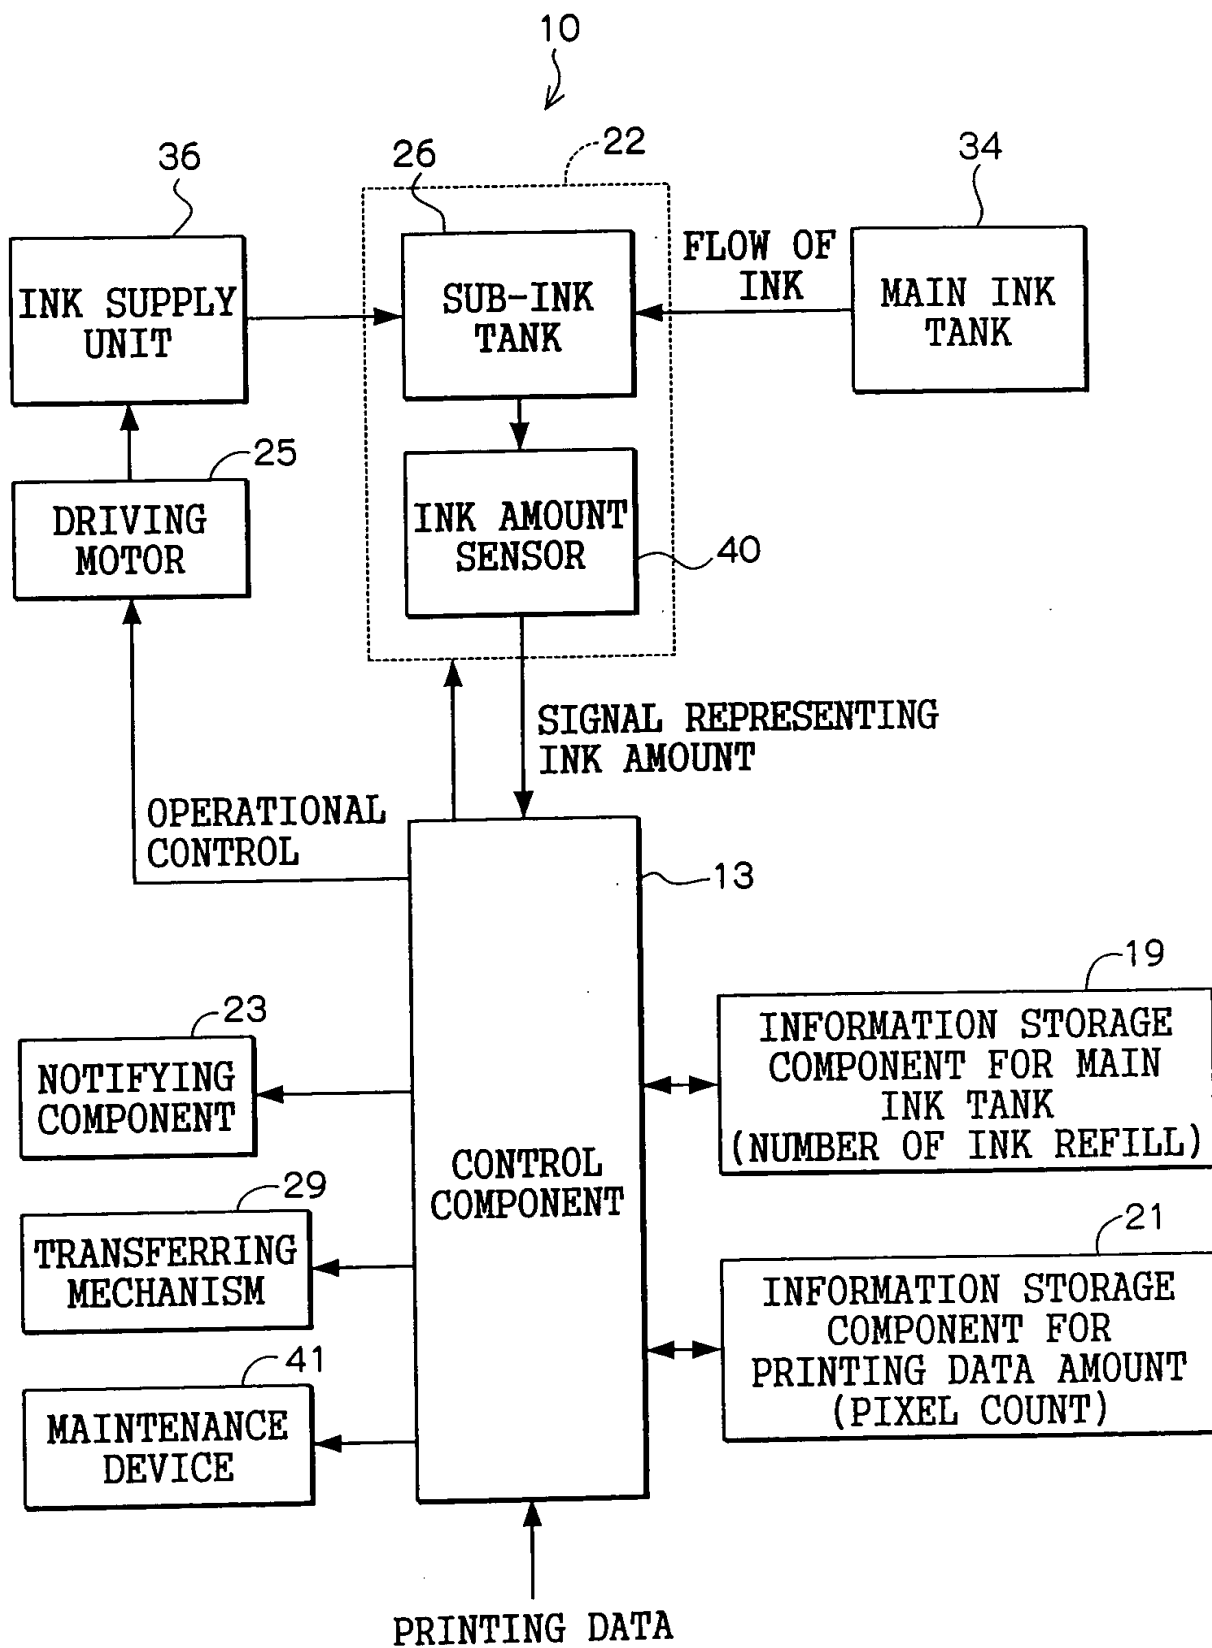 10
36
26
22
34
INK SUPPLY
UNIT
SUB-INK
TANK
FLOW OF
INK
MAIN INK
TANK
25
DRIVING
MOTOR
INK AMOUNT
SENSOR
40
SIGNAL REPRESENTING
INK AMOUNT
OPERATIONAL
CONTROL
13
19
INFORMATION STORAGE
COMPONENT FOR MAIN
INK TANK
(NUMBER OF INK REFILL)
23
NOTIFYING
COMPONENT
CONTROL
COMPONENT
29
TRANSFERRING
MECHANISM
21
INFORMATION STORAGE
COMPONENT FOR
PRINTING DATA AMOUNT
(PIXEL COUNT)
41
MAINTENANCE
DEVICE
PRINTING DATA